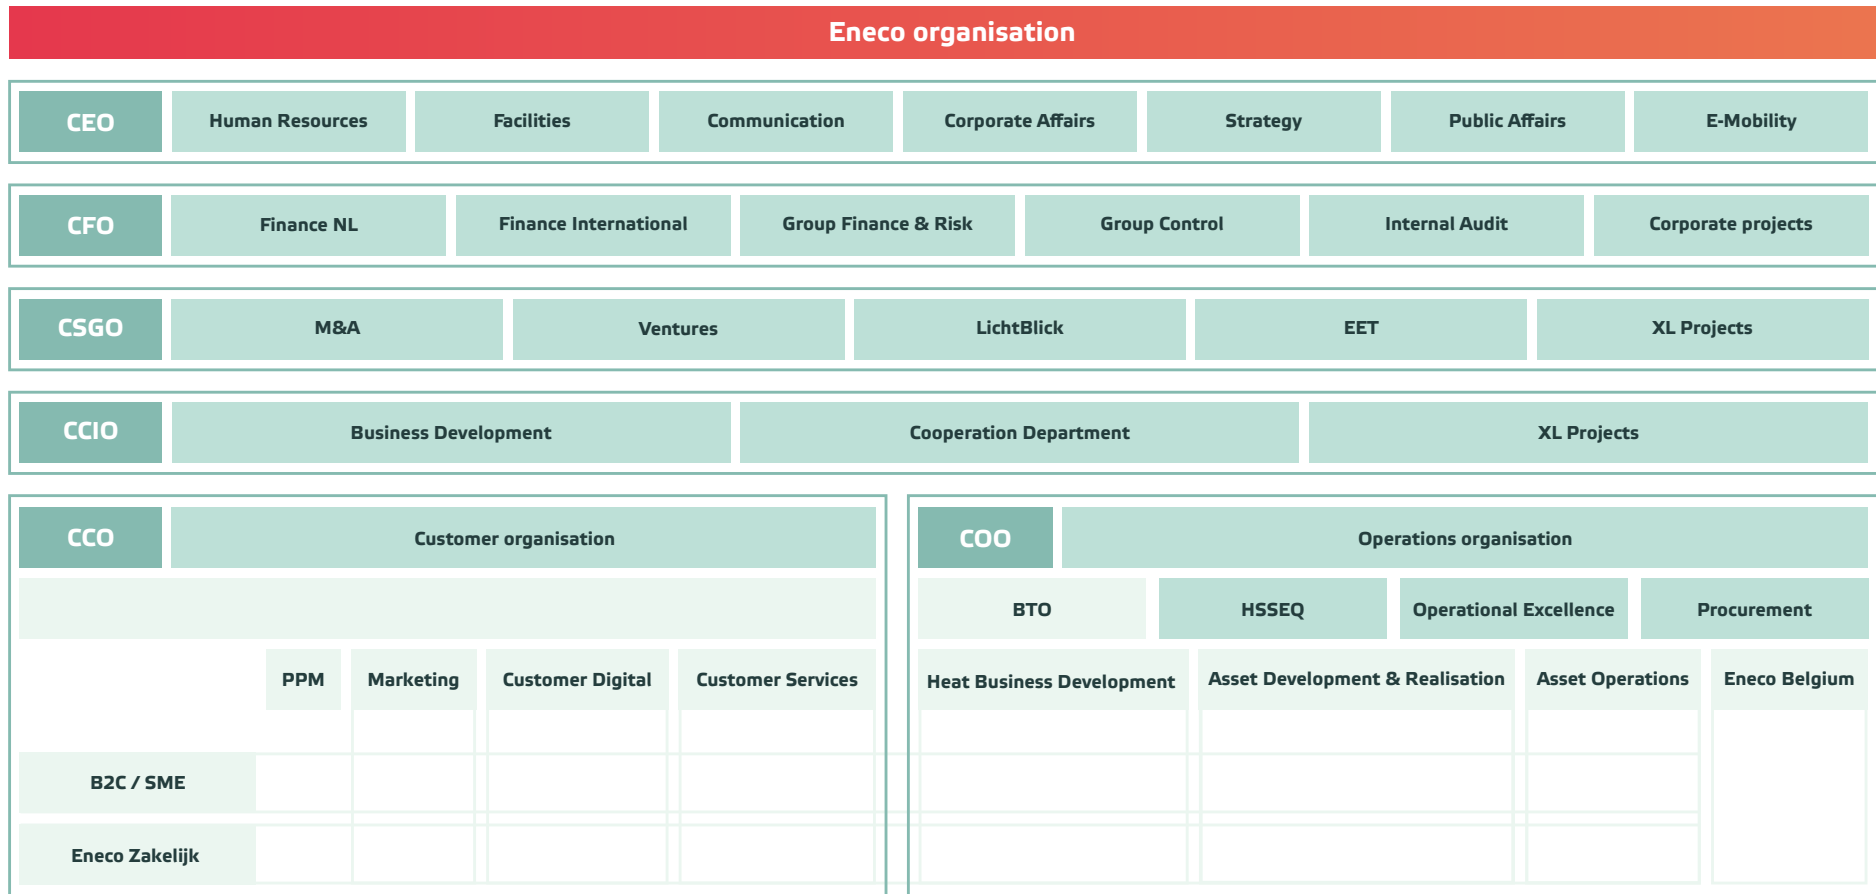 Eneco organisation
CEO
Human Resources
Facilities
Communication
Corporate Affairs
Strategy
Public Affairs
E-Mobility
CFO
Finance NL
Finance International
Group Finance & Risk
Group Control
Internal Audit
Corporate projects
CSGO
M&A
Ventures
LichtBlick
EET
XL Projects
CCIO
Business Development
Cooperation Department
XL Projects
CCO
Customer organisation
PPM
Marketing
Customer Digital
Customer Services
B2C / SME
Eneco Zakelijk
COO
Operations organisation
BTO
HSSEQ
Operational Excellence
Procurement
Heat Business Development
Asset Development & Realisation
Asset Operations
Eneco Belgium